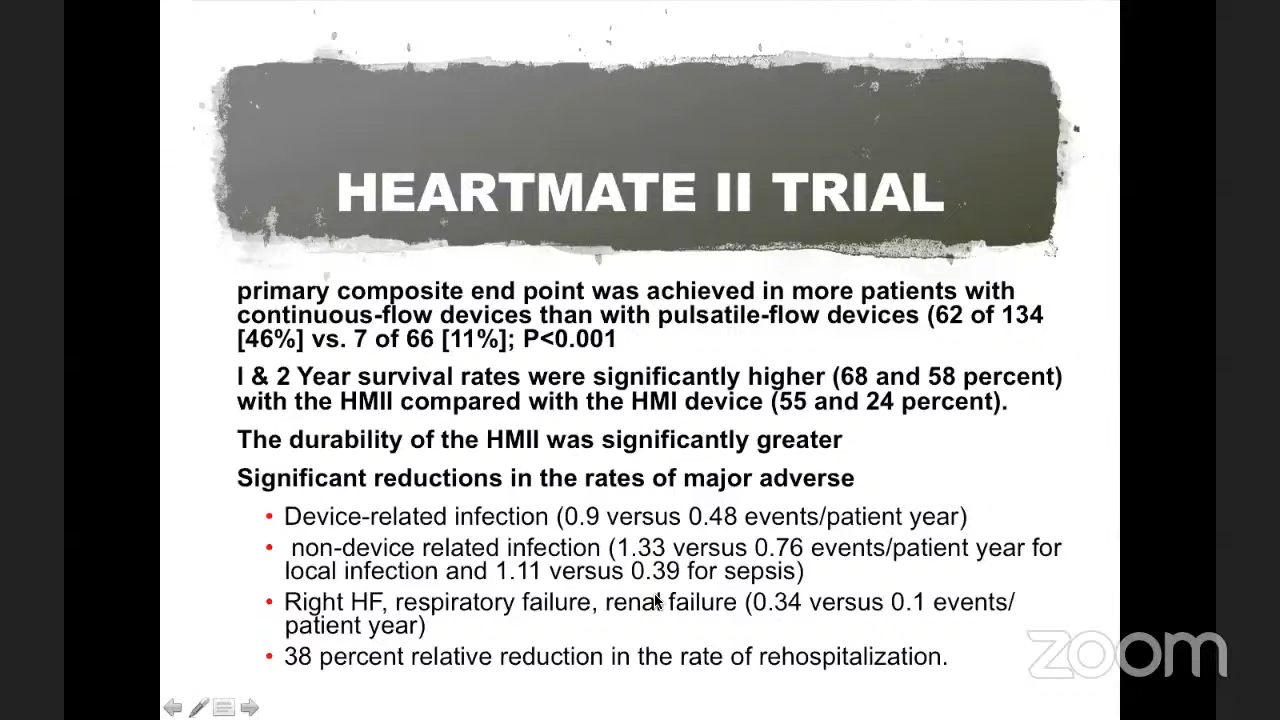 HEARTMATE II TRIAL
primary composite end point was achieved in more patients with
continuous-flow devices than with pulsatile-flow devices (62 of 134
[46%] vs. 7 of 66 [11%]; P<0.001
I & 2 Year survival rates were significantly higher (68 and 58 percent)
with the HMII compared with the HMI device (55 and 24 percent).
The durability of the HMII was significantly greater
Significant reductions in the rates of major adverse
• Device-related infection (0.9 versus 0.48 events/patient year)
• non-device related infection (1.33 versus 0.76 events/patient year for
local infection and 1.11 versus 0.39 for sepsis)
• Right HF, respiratory failure, renal failure (0.34 versus 0.1 events/
patient year)
• 38 percent relative reduction in the rate of rehospitalization.
zoom